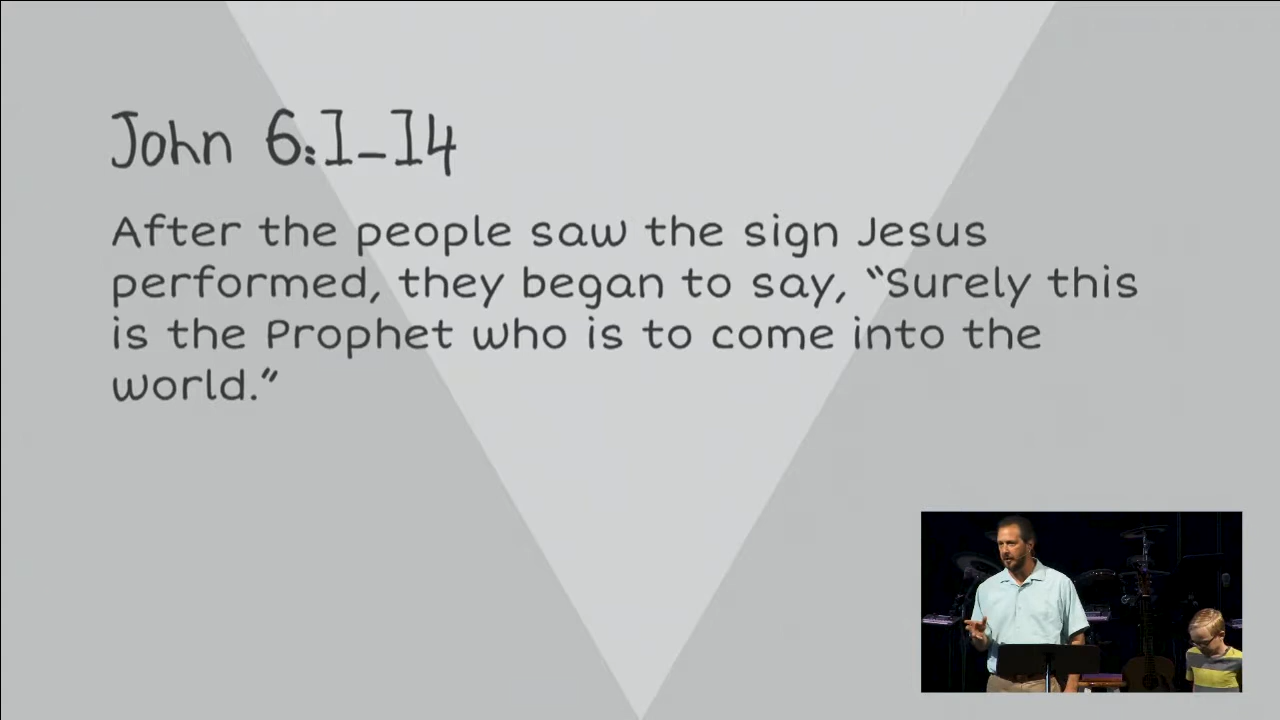 John 6:1-14
After the people saw the sign Jesus
performed, they began to say, “Surely this
is the Prophet who is to come into the
world.”